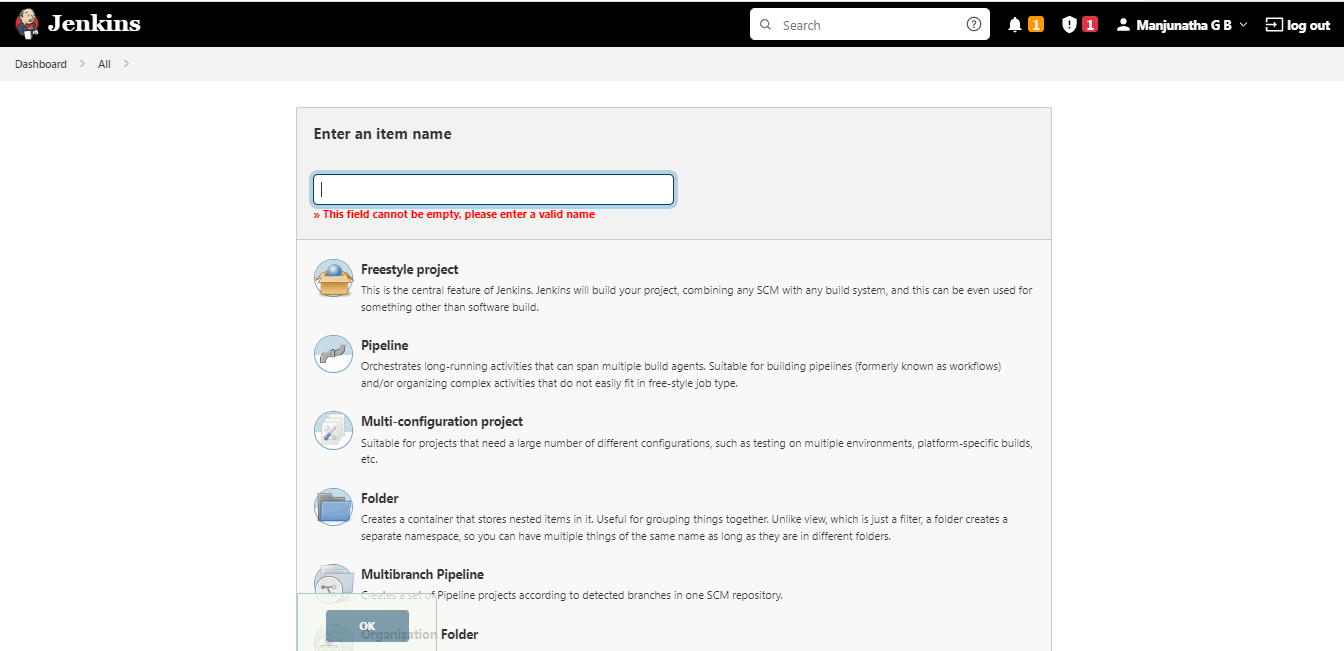 Jenkins
Search
1
1
Manjunatha G B
log out
Dashboard
All
Enter an item name
» This field cannot be empty, please enter a valid name
Freestyle project
This is the central feature of Jenkins. Jenkins will build your project, combining any SCM with any build system, and this can be even used for
something other than software build.
Pipeline
Orchestrates long-running activities that can span multiple build agents. Suitable for building pipelines (formerly known as workflows)
and/or organizing complex activities that do not easily fit in free-style job type.
Multi-configuration project
Suitable for projects that need a large number of different configurations, such as testing on multiple environments, platform-specific builds,
etc.
Folder
Creates a container that stores nested items in it. Useful for grouping things together. Unlike view, which is just a filter, a folder creates a
separate namespace, so you can have multiple things of the same name as long as they are in different folders.
Multibranch Pipeline
Creates a set of Pipeline projects according to detected branches in one SCM repository.
OK
Organization Folder